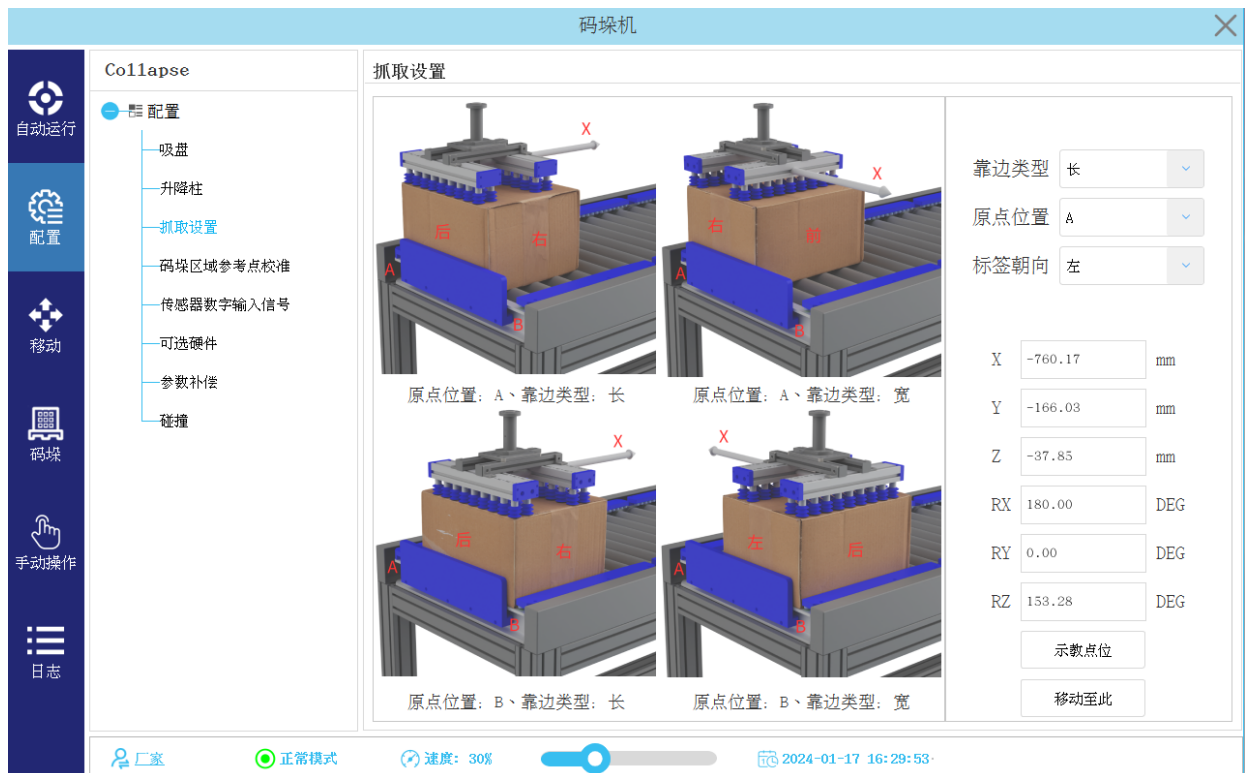 码垛机
自动运行
配置
移动
码垛
手动操作
日志
Collapse
配置
吸盘
升降柱
抓取设置
码垛区域参考点校准
传感器数字输入信号
可选硬件
参数补偿
碰撞
抓取设置
X
后
右
A
B
原点位置: A、靠边类型: 长
X
右
前
A
B
原点位置: A、靠边类型: 宽
X
后
右
A
B
原点位置: B、靠边类型: 长
X
左
后
A
B
原点位置: B、靠边类型: 宽
靠边类型 长
原点位置 A
标签朝向 左
X -760.17 mm
Y -166.03 mm
Z -37.85 mm
RX 180.00 DEG
RY 0.00 DEG
RZ 153.28 DEG
示教点位
移动至此
厂家 正常模式 速度: 30% 2024-01-17 16:29:53